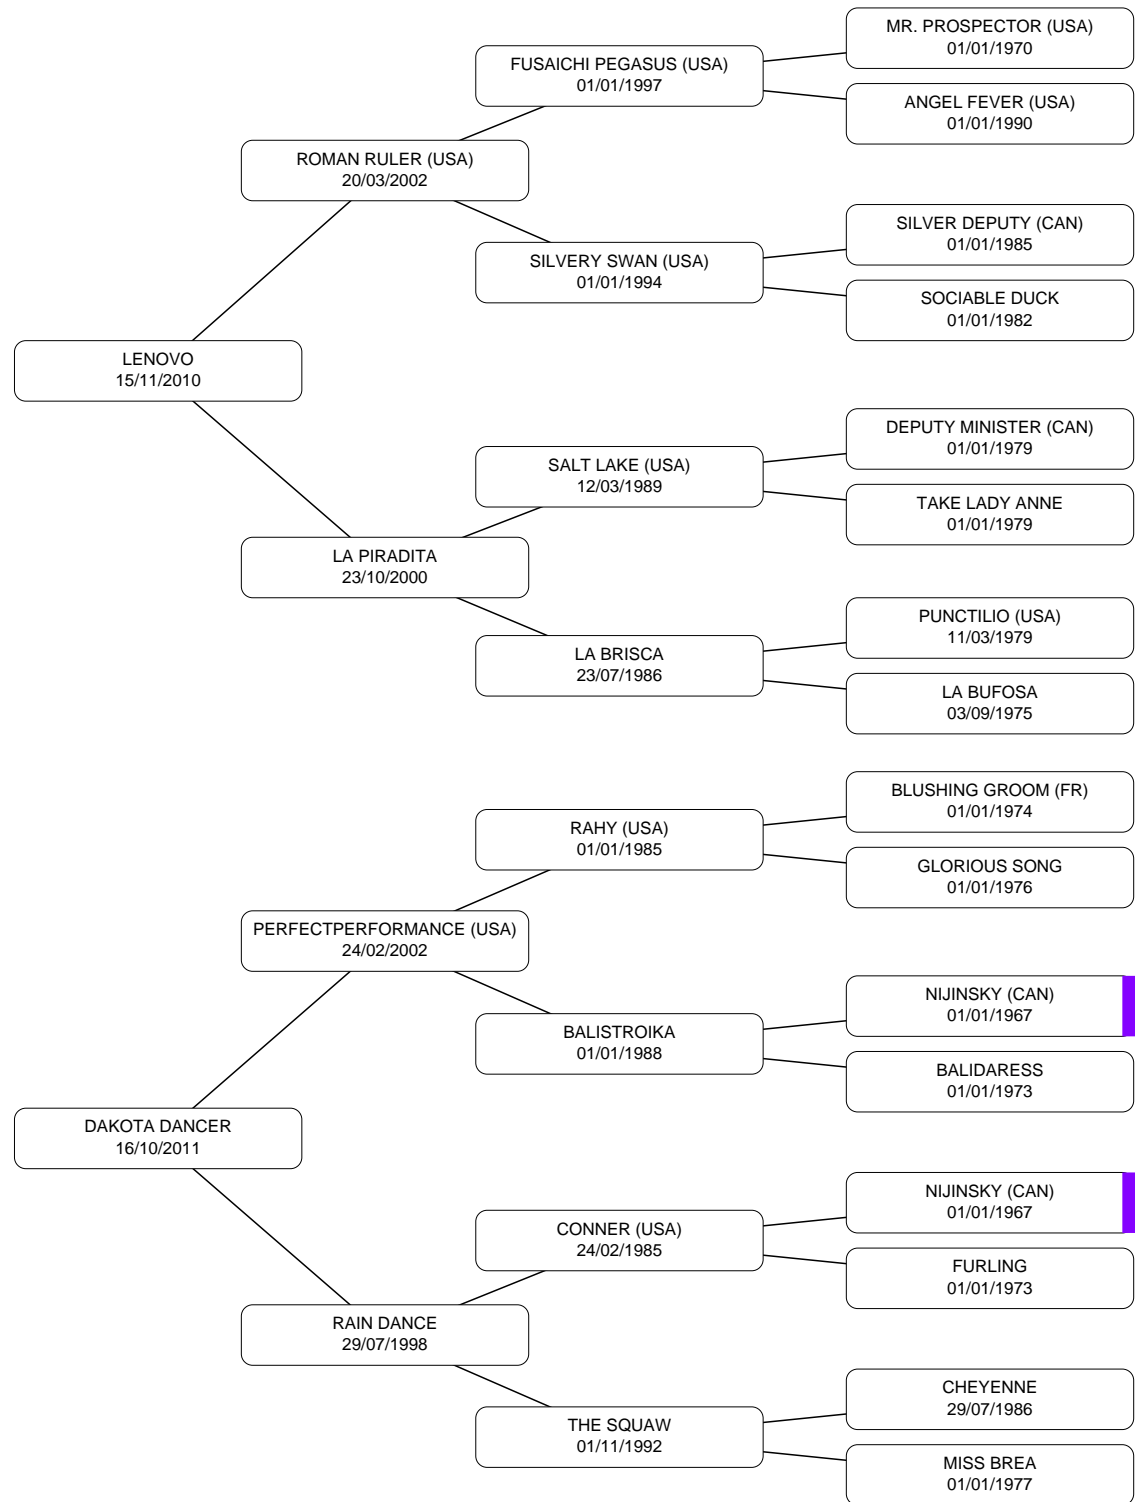 MR. PROSPECTOR (USA)
01/01/1970
FUSAICHI PEGASUS (USA)
01/01/1997
ANGEL FEVER (USA)
01/01/1990
ROMAN RULER (USA)
20/03/2002
SILVER DEPUTY (CAN)
01/01/1985
SILVERY SWAN (USA)
01/01/1994
SOCIABLE DUCK
01/01/1982
LENOVO
15/11/2010
DEPUTY MINISTER (CAN)
01/01/1979
SALT LAKE (USA)
12/03/1989
TAKE LADY ANNE
01/01/1979
LA PIRADITA
23/10/2000
PUNCTILIO (USA)
11/03/1979
LA BRISCA
23/07/1986
LA BUFOSA
03/09/1975
BLUSHING GROOM (FR)
01/01/1974
RAHY (USA)
01/01/1985
GLORIOUS SONG
01/01/1976
PERFECTPERFORMANCE (USA)
24/02/2002
NIJINSKY (CAN)
01/01/1967
BALISTROIKA
01/01/1988
BALIDARESS
01/01/1973
DAKOTA DANCER
16/10/2011
NIJINSKY (CAN)
01/01/1967
CONNER (USA)
24/02/1985
FURLING
01/01/1973
RAIN DANCE
29/07/1998
CHEYENNE
29/07/1986
THE SQUAW
01/11/1992
MISS BREA
01/01/1977